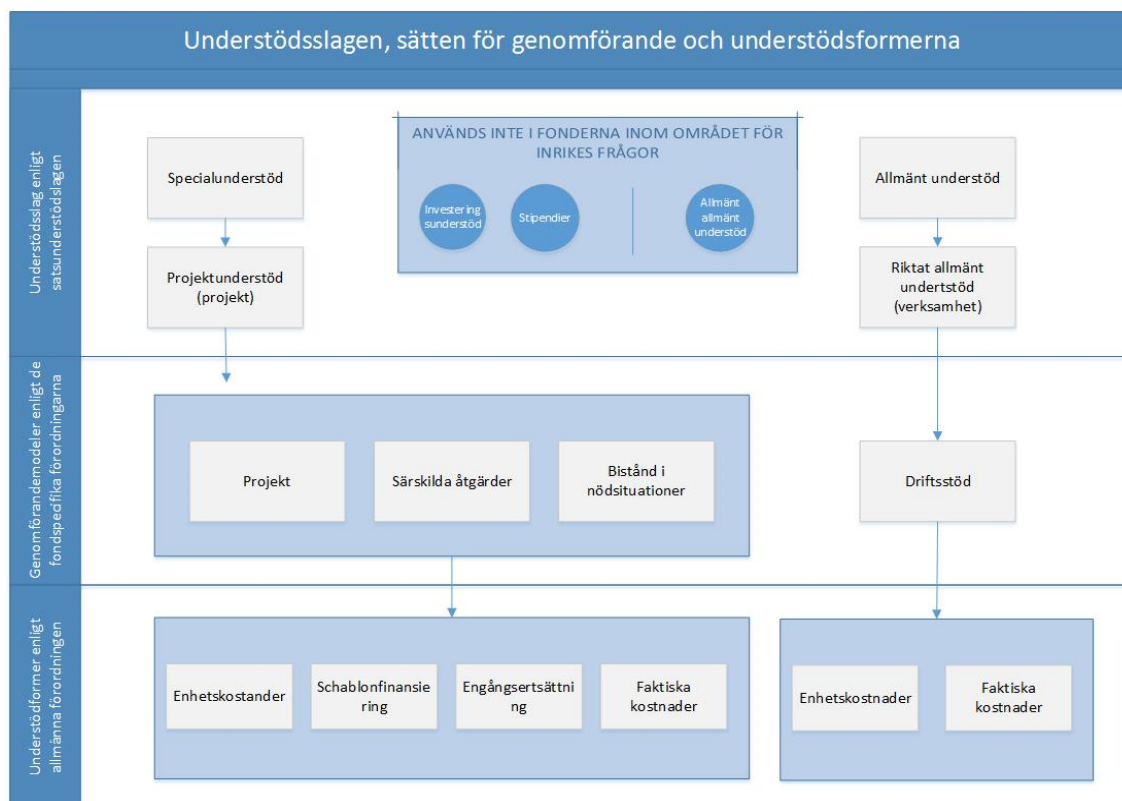 Understödsslagen, sätten för genomförande och understödsformerna
Understödsslag enligt
satsunderstödslagen
Specialunderstöd
Projektunderstöd
(projekt)
ANVÄNDS INTE I FONDERNA INOM OMRÅDET FÖR
INRIKES FRÅGOR
Investering
sunderstöd
Stipendier
Allmänt
allmänt
understöd
Allmänt understöd
Riktat allmänt
undertstöd
(verksamhet)
Genomförandemodeler enligt de
fondspecifika förordningarna
Projekt
Särskilda åtgärder
Bistånd i
nödsituationer
Driftsstöd
Understödformer enligt
allmänna förordningen
Enhetskostander
Schablonfinansie
ring
Engångsertsättni
ng
Faktiska
kostnader
Enhetskostnader
Faktiska
kostnader